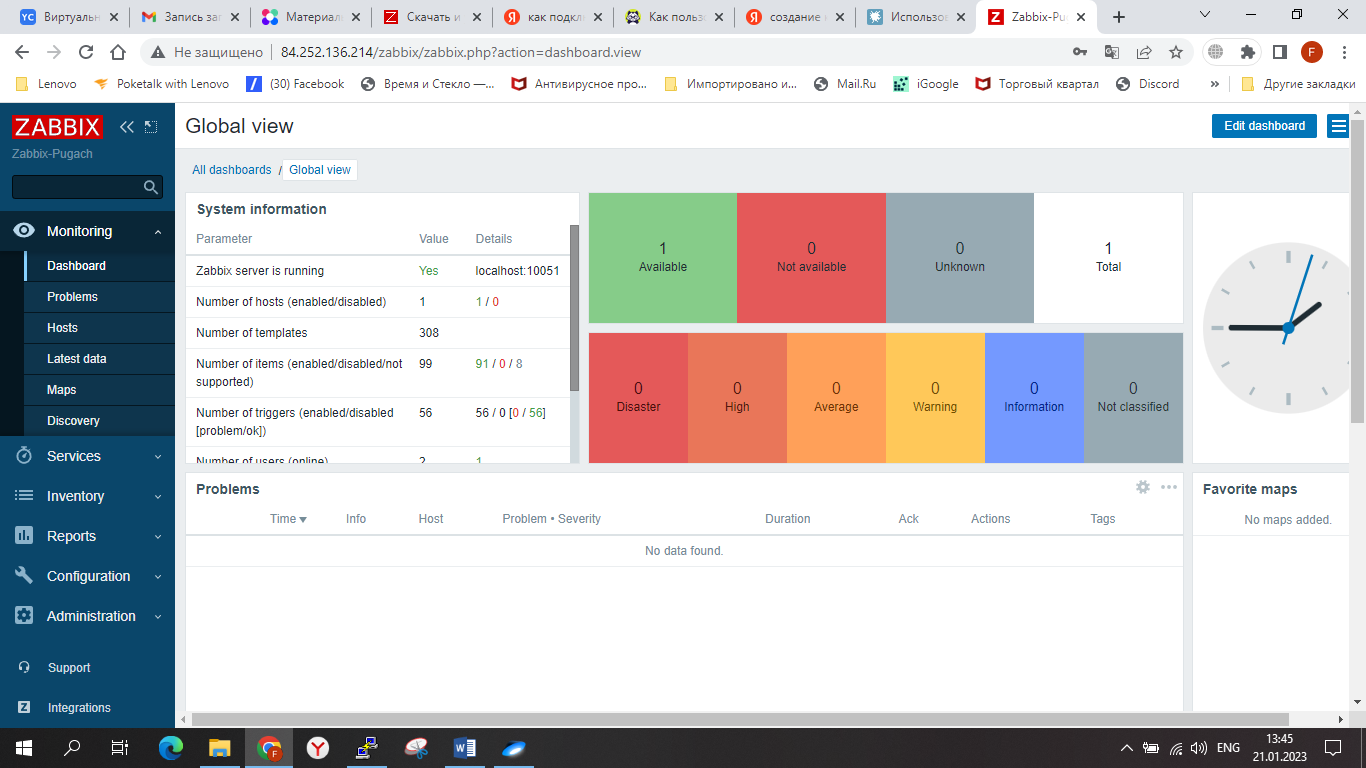 Виртуальн
Запись заг
Материал
Скачать и
как подкл
Как польз
создание н
Использов
Zabbix-Pug
Не защищено
84.252.136.214/zabbix/zabbix.php?action=dashboard.view
F
Lenovo
Poketalk with Lenovo
(30) Facebook
Время и Стекло —...
Антивирусное про...
Импортировано и...
Mail.Ru
iGoogle
Торговый квартал
Discord
»
Другие закладки
ZABBIX
Zabbix-Pugach
Monitoring
Dashboard
Problems
Hosts
Latest data
Maps
Discovery
Services
Inventory
Reports
Configuration
Administration
Support
Integrations
Global view
Edit dashboard
All dashboards / Global view
System information
Parameter Value Details
Zabbix server is running Yes localhost:10051
Number of hosts (enabled/disabled) 1 1 / 0
Number of templates 308
Number of items (enabled/disabled/not 99 91 / 0 / 8
supported)
Number of triggers (enabled/disabled 56 56 / 0 [0 / 56]
[problem/ok])
Number of users (online) 2 1
1
Available
0
Not available
0
Unknown
1
Total
0
Disaster
0
High
0
Average
0
Warning
0
Information
0
Not classified
Problems
Time Info Host Problem • Severity Duration Ack Actions Tags
No data found.
Favorite maps
No maps added.
ENG
13:45
21.01.2023